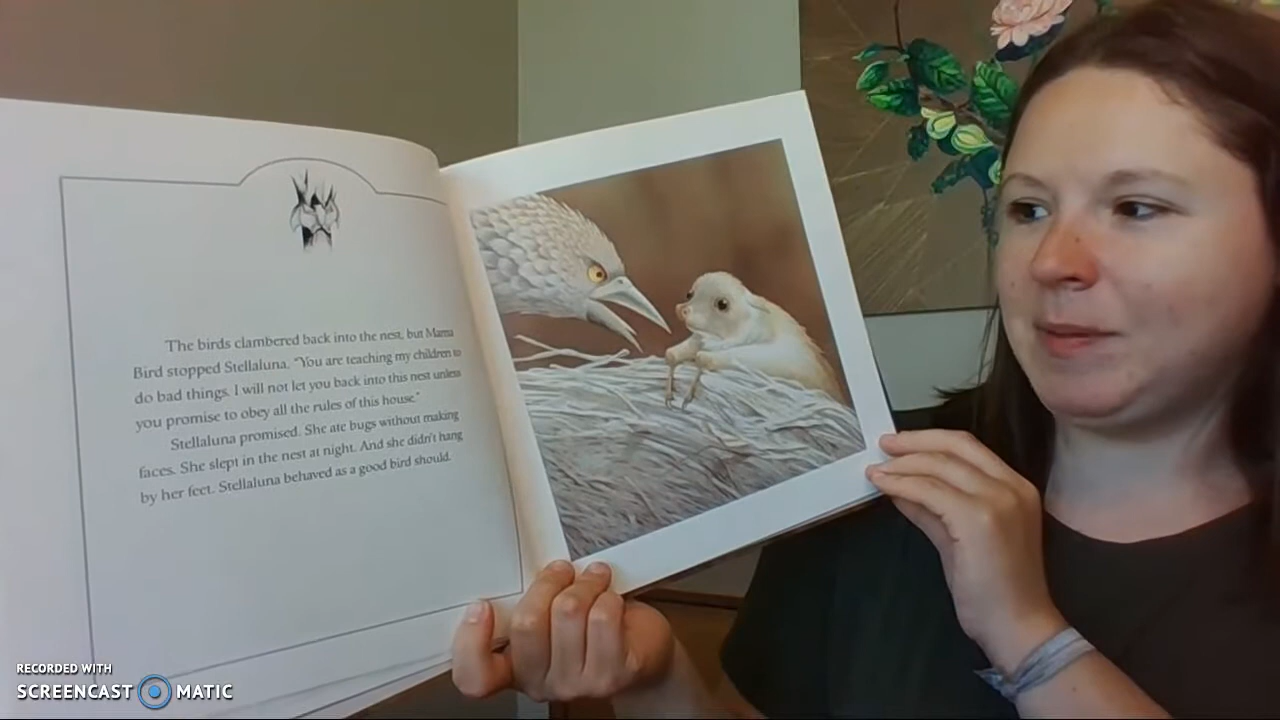 The birds clambered back into the nest, but Mama
Bird stopped Stellaluna. "You are teaching my children to
do bad things. I will not let you back into this nest unless
you promise to obey all the rules of this house."
Stellaluna promised. She ate bugs without making
faces. She slept in the nest at night. And she didn't hang
by her feet. Stellaluna behaved as a good bird should.
RECORDED WITH
SCREENCAST MATIC